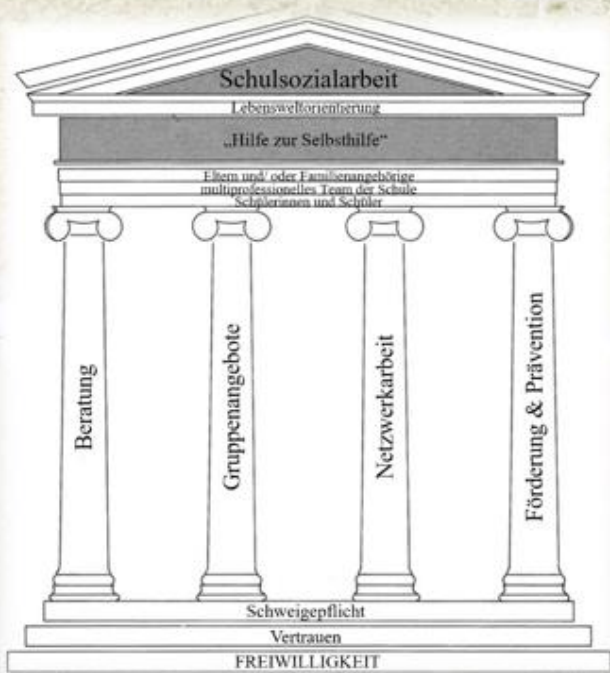 Schulsozialarbeit
Lebensweltorientierung
„Hilfe zur Selbsthilfe“
Eltern und/ oder Familienangehörige
multiprofessionelles Team der Schule
Schülerinnen und Schüler
Beratung
Gruppenangebote
Netzwerkarbeit
Förderung & Prävention
Schweigepflicht
Vertrauen
FREIWILLIGKEIT